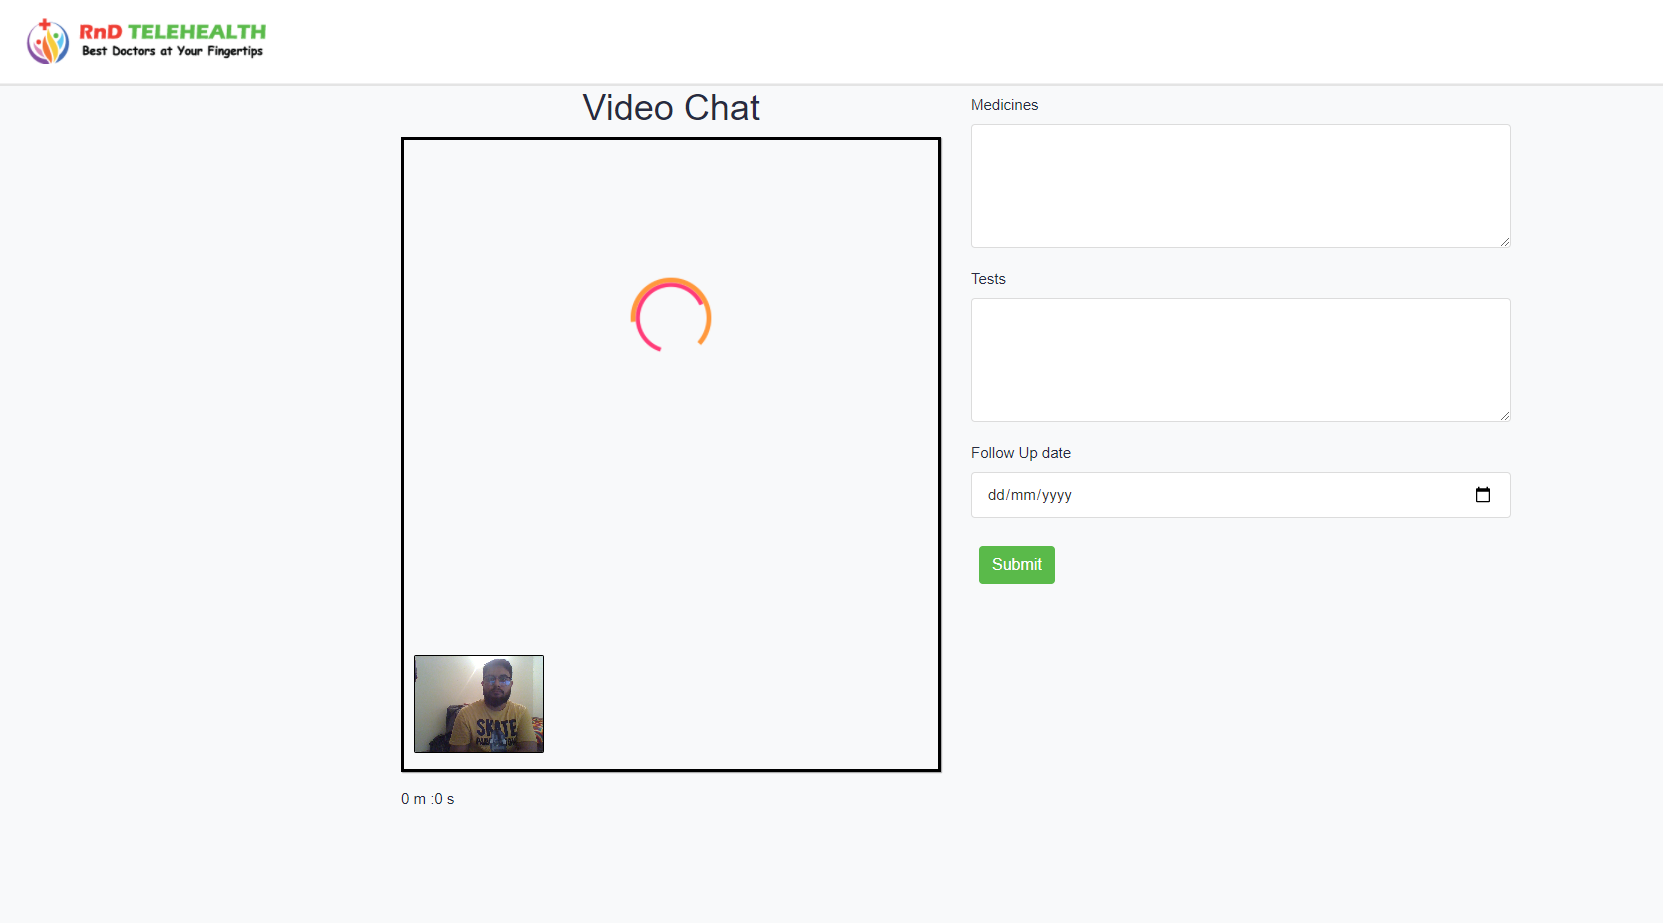 RnD TELEHEALTH
Best Doctors at Your Fingertips
Video Chat
Medicines
Tests
Follow Up date
dd/mm/yyyy
Submit
SKATE
0 m :0 s